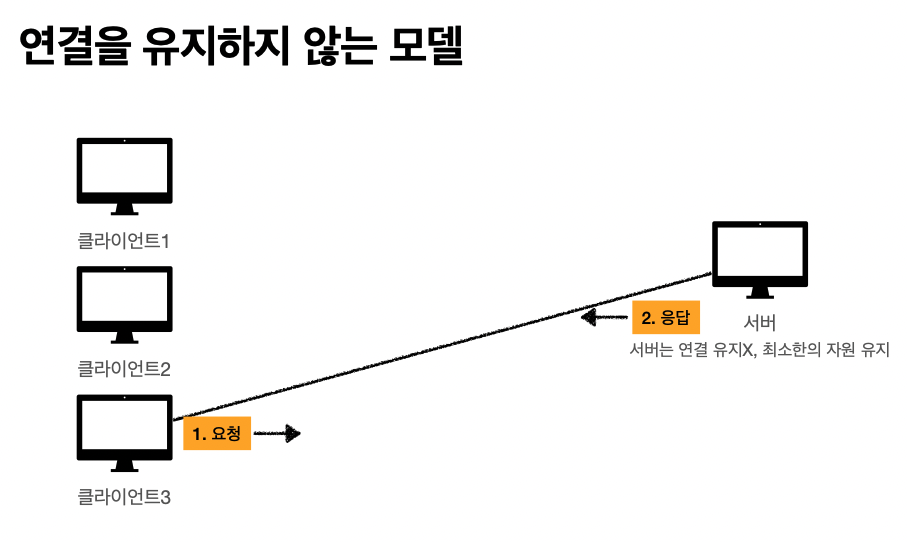 연결을 유지하지 않는 모델
클라이언트1
클라이언트2
클라이언트3
1. 요청
2. 응답
서버
서버는 연결 유지X, 최소한의 자원 유지